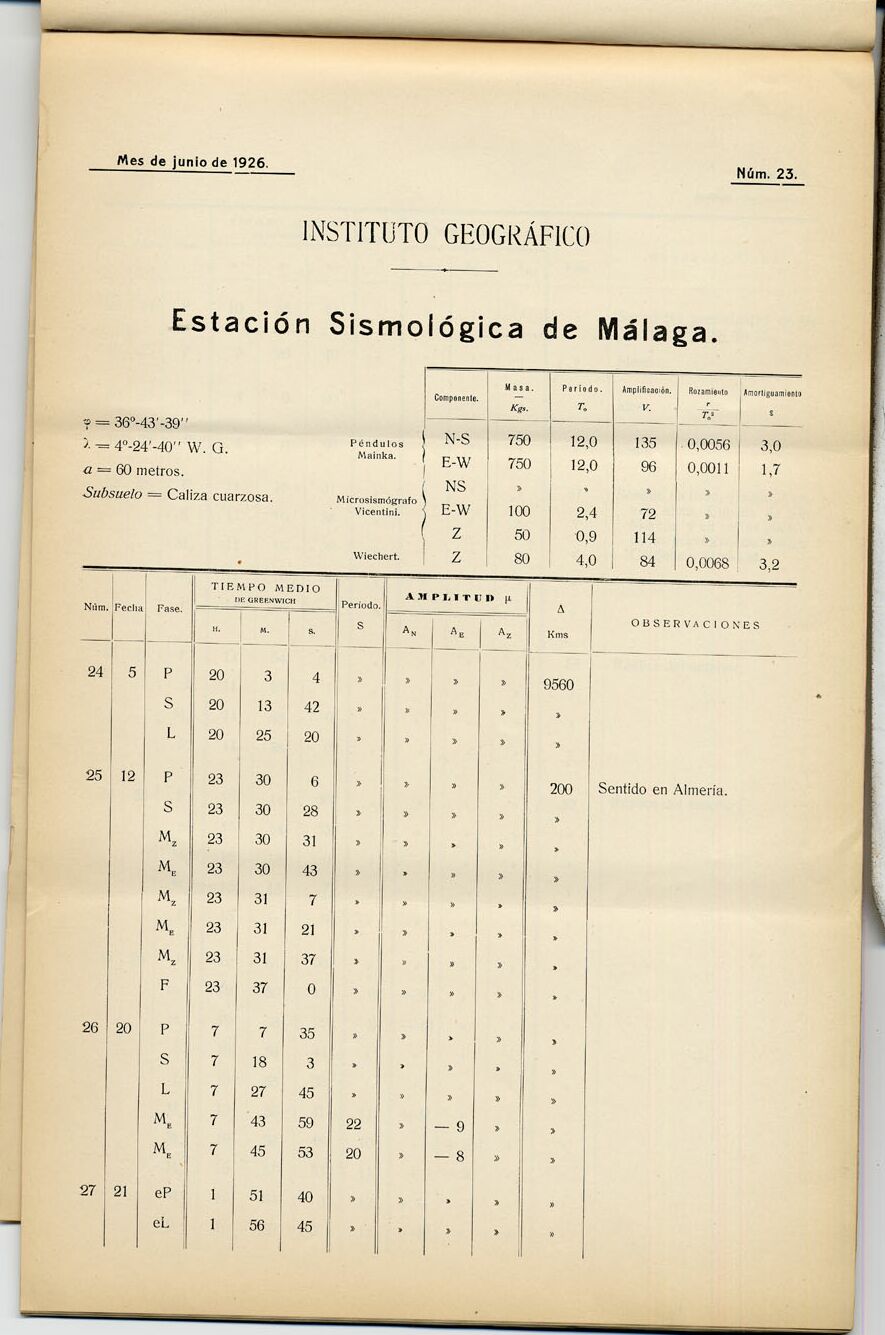 Mes de junio de 1926.
Núm. 23.
INSTITUTO GEOGRÁFICO
Estación Sismológica de Málaga.
φ = 36º-43'-39''
λ = 4º-24'-40'' W. G.
a = 60 metros.
Subsuelo = Caliza cuarzosa.
Componente. Masa. — Kgs. Período. T₀ Amplificación. V. Rozamiento r/T₀² Amortiguamiento s
Péndulos Mainka. N-S 750 12,0 135 0,0056 3,0
E-W 750 12,0 96 0,0011 1,7
Microsismógrafo Vicentini. NS » » » » »
E-W 100 2,4 72 » »
Z 50 0,9 114 » »
Wiechert. Z 80 4,0 84 0,0068 3,2
Núm. Fecha Fase. TIEMPO MEDIO DE GREENWICH H. M. S. Período. S AMPLITUD μ A_N A_E A_Z Δ Kms OBSERVACIONES
24 5 P 20 3 4 » » » » 9560
S 20 13 42 » » » » »
L 20 25 20 » » » » »
25 12 P 23 30 6 » » » » 200 Sentido en Almería.
S 23 30 28 » » » » »
M_Z 23 30 31 » » » » »
M_E 23 30 43 » » » » »
M_Z 23 31 7 » » » » »
M_E 23 31 21 » » » » »
M_Z 23 31 37 » » » » »
F 23 37 0 » » » » »
26 20 P 7 7 35 » » » » »
S 7 18 3 » » » » »
L 7 27 45 » » » » »
M_E 7 43 59 22 » — 9 » »
M_E 7 45 53 20 » — 8 » »
27 21 eP 1 51 40 » » » » »
eL 1 56 45 » » » » »